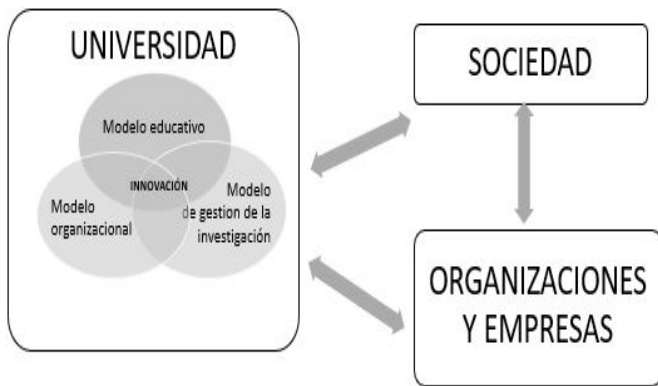 UNIVERSIDAD
Modelo educativo
INNOVACIÓN
Modelo
organizacional
Modelo
de gestion de la
investigación
SOCIEDAD
ORGANIZACIONES
Y EMPRESAS